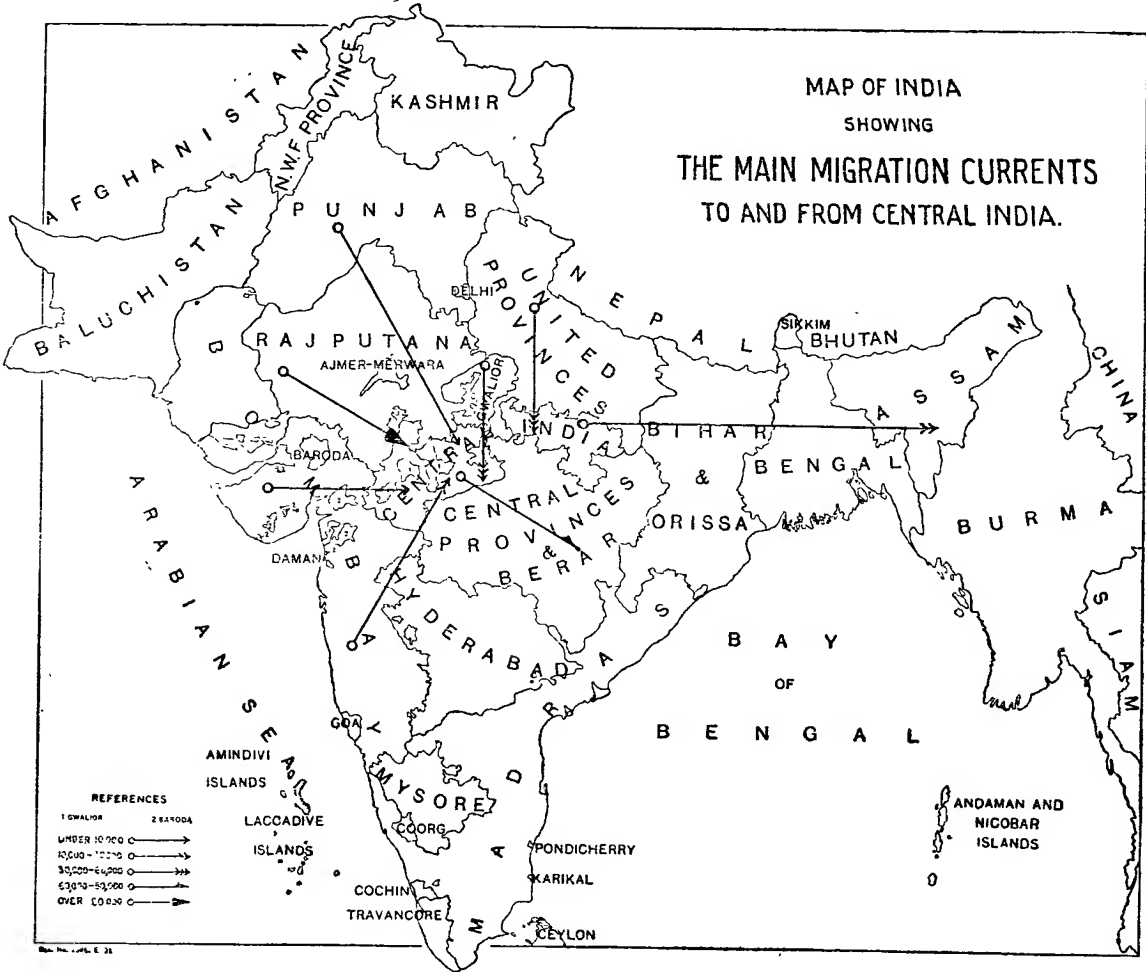 MAP OF INDIA
SHOWING
THE MAIN MIGRATION CURRENTS
TO AND FROM CENTRAL INDIA.
AFGHANISTAN
N.W.F PROVINCE
KASHMIR
PUNJAB
BALUCHISTAN
DELHI
UNITED
PROVINCES
NEPAL
SIKKIM
BHUTAN
ASSAM
CHINA
RAJPUTANA
AJMER-MERWARA
GWALIOR
CENTRAL
INDIA
BIHAR
&
ORISSA
BENGAL
BURMA
SIAM
BARODA
BOMBAY
DAMAN
CENTRAL
PROVINCES
&
BERAR
HYDERABAD
ARABIAN SEA
BAY
OF
BENGAL
GOA
MYSORE
COORG
MADRAS
AMINDIVI
ISLANDS
LACCADIVE
ISLANDS
PONDICHERRY
KARIKAL
COCHIN
TRAVANCORE
CEYLON
ANDAMAN AND
NICOBAR
ISLANDS
REFERENCES
1 GWALIOR 2 BARODA
UNDER 10,000
OVER